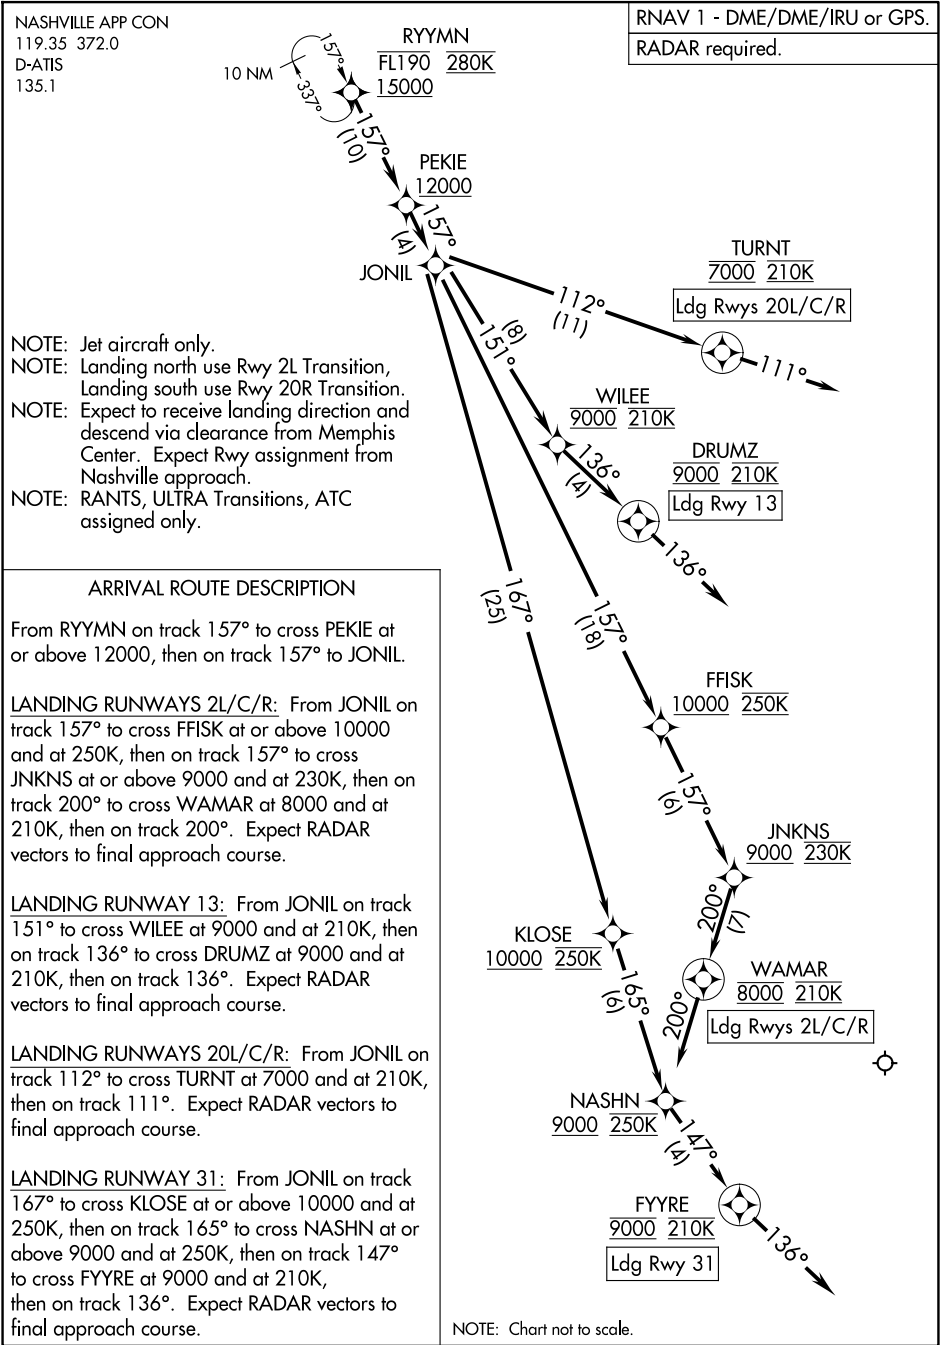 NASHVILLE APP CON
119.35 372.0
D-ATIS
135.1
RNAV 1 - DME/DME/IRU or GPS.
RADAR required.
RYYMN
FL190 280K
15000
10 NM
157°
337°
157°
(10)
PEKIE
12000
157°
(4)
JONIL
TURNT
7000 210K
Ldg Rwys 20L/C/R
112°
(11)
111°
(8)
151°
WILEE
9000 210K
136°
(4)
DRUMZ
9000 210K
Ldg Rwy 13
136°
NOTE: Jet aircraft only.
NOTE: Landing north use Rwy 2L Transition,
Landing south use Rwy 20R Transition.
NOTE: Expect to receive landing direction and
descend via clearance from Memphis
Center. Expect Rwy assignment from
Nashville approach.
NOTE: RANTS, ULTRA Transitions, ATC
assigned only.
167°
(25)
157°
(18)
FFISK
10000 250K
157°
(6)
JNKNS
9000 230K
200°
(7)
KLOSE
10000 250K
165°
(6)
WAMAR
8000 210K
Ldg Rwys 2L/C/R
200°
NASHN
9000 250K
147°
(4)
FYYRE
9000 210K
Ldg Rwy 31
136°
ARRIVAL ROUTE DESCRIPTION
From RYYMN on track 157° to cross PEKIE at
or above 12000, then on track 157° to JONIL.
LANDING RUNWAYS 2L/C/R: From JONIL on
track 157° to cross FFISK at or above 10000
and at 250K, then on track 157° to cross
JNKNS at or above 9000 and at 230K, then on
track 200° to cross WAMAR at 8000 and at
210K, then on track 200°. Expect RADAR
vectors to final approach course.
LANDING RUNWAY 13: From JONIL on track
151° to cross WILEE at 9000 and at 210K, then
on track 136° to cross DRUMZ at 9000 and at
210K, then on track 136°. Expect RADAR
vectors to final approach course.
LANDING RUNWAYS 20L/C/R: From JONIL on
track 112° to cross TURNT at 7000 and at 210K,
then on track 111°. Expect RADAR vectors to
final approach course.
LANDING RUNWAY 31: From JONIL on track
167° to cross KLOSE at or above 10000 and at
250K, then on track 165° to cross NASHN at or
above 9000 and at 250K, then on track 147°
to cross FYYRE at 9000 and at 210K,
then on track 136°. Expect RADAR vectors to
final approach course.
NOTE: Chart not to scale.